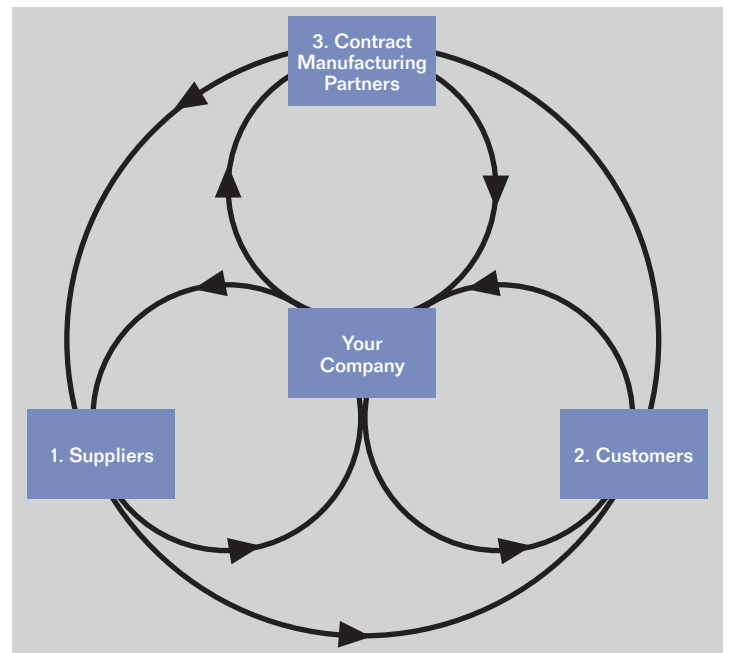 3. Contract
Manufacturing
Partners
Your
Company
1. Suppliers
2. Customers